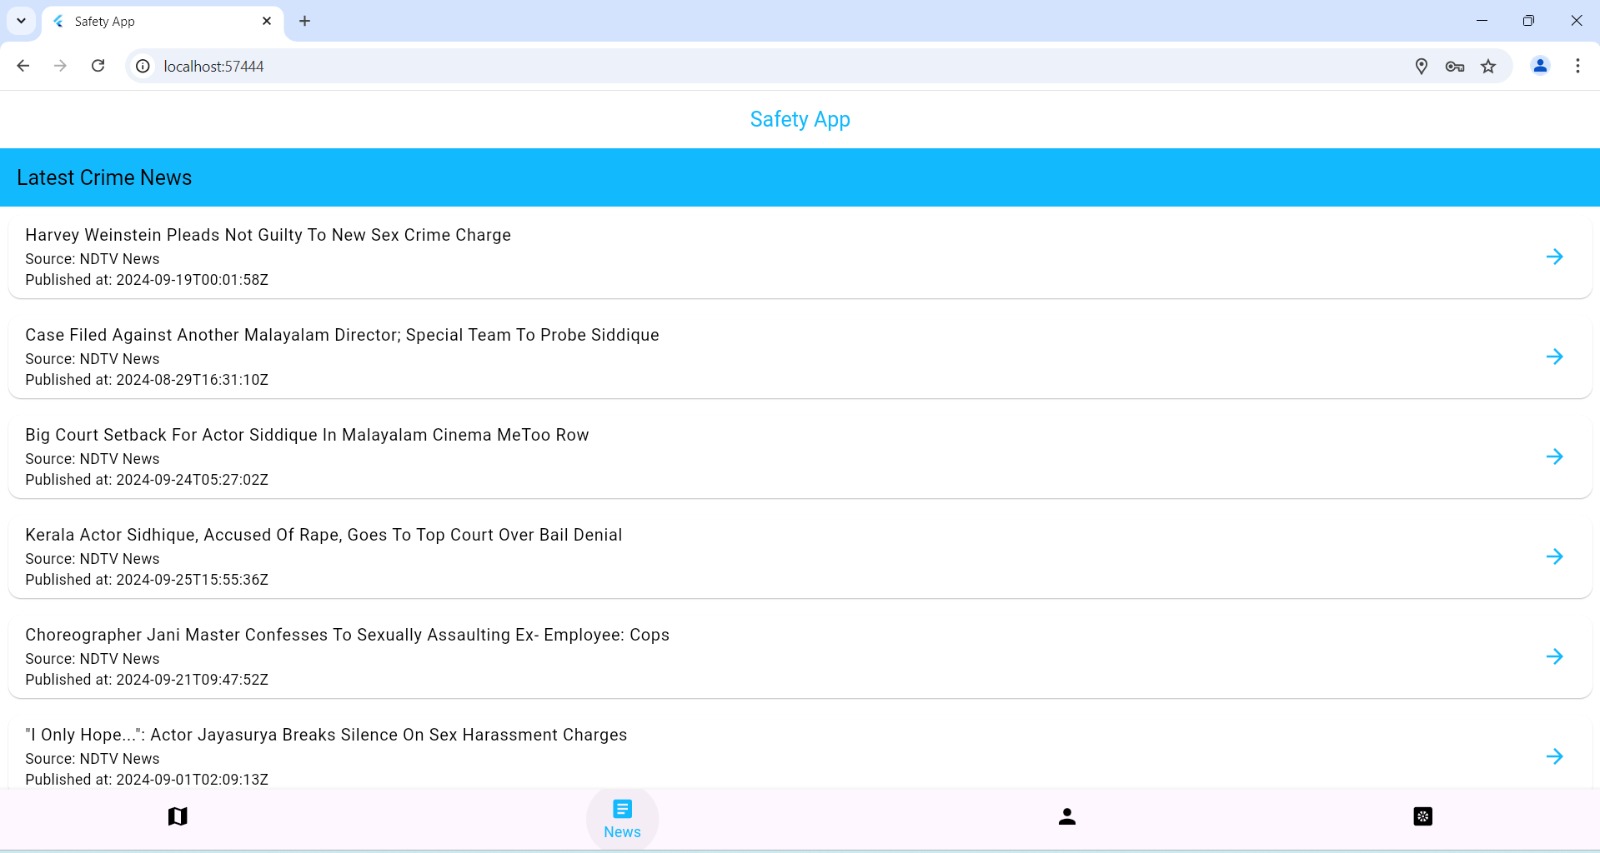 Safety App
localhost:57444
Safety App
Latest Crime News
Harvey Weinstein Pleads Not Guilty To New Sex Crime Charge
Source: NDTV News
Published at: 2024-09-19T00:01:58Z
Case Filed Against Another Malayalam Director; Special Team To Probe Siddique
Source: NDTV News
Published at: 2024-08-29T16:31:10Z
Big Court Setback For Actor Siddique In Malayalam Cinema MeToo Row
Source: NDTV News
Published at: 2024-09-24T05:27:02Z
Kerala Actor Sidhique, Accused Of Rape, Goes To Top Court Over Bail Denial
Source: NDTV News
Published at: 2024-09-25T15:55:36Z
Choreographer Jani Master Confesses To Sexually Assaulting Ex- Employee: Cops
Source: NDTV News
Published at: 2024-09-21T09:47:52Z
"I Only Hope...": Actor Jayasurya Breaks Silence On Sex Harassment Charges
Source: NDTV News
Published at: 2024-09-01T02:09:13Z
News